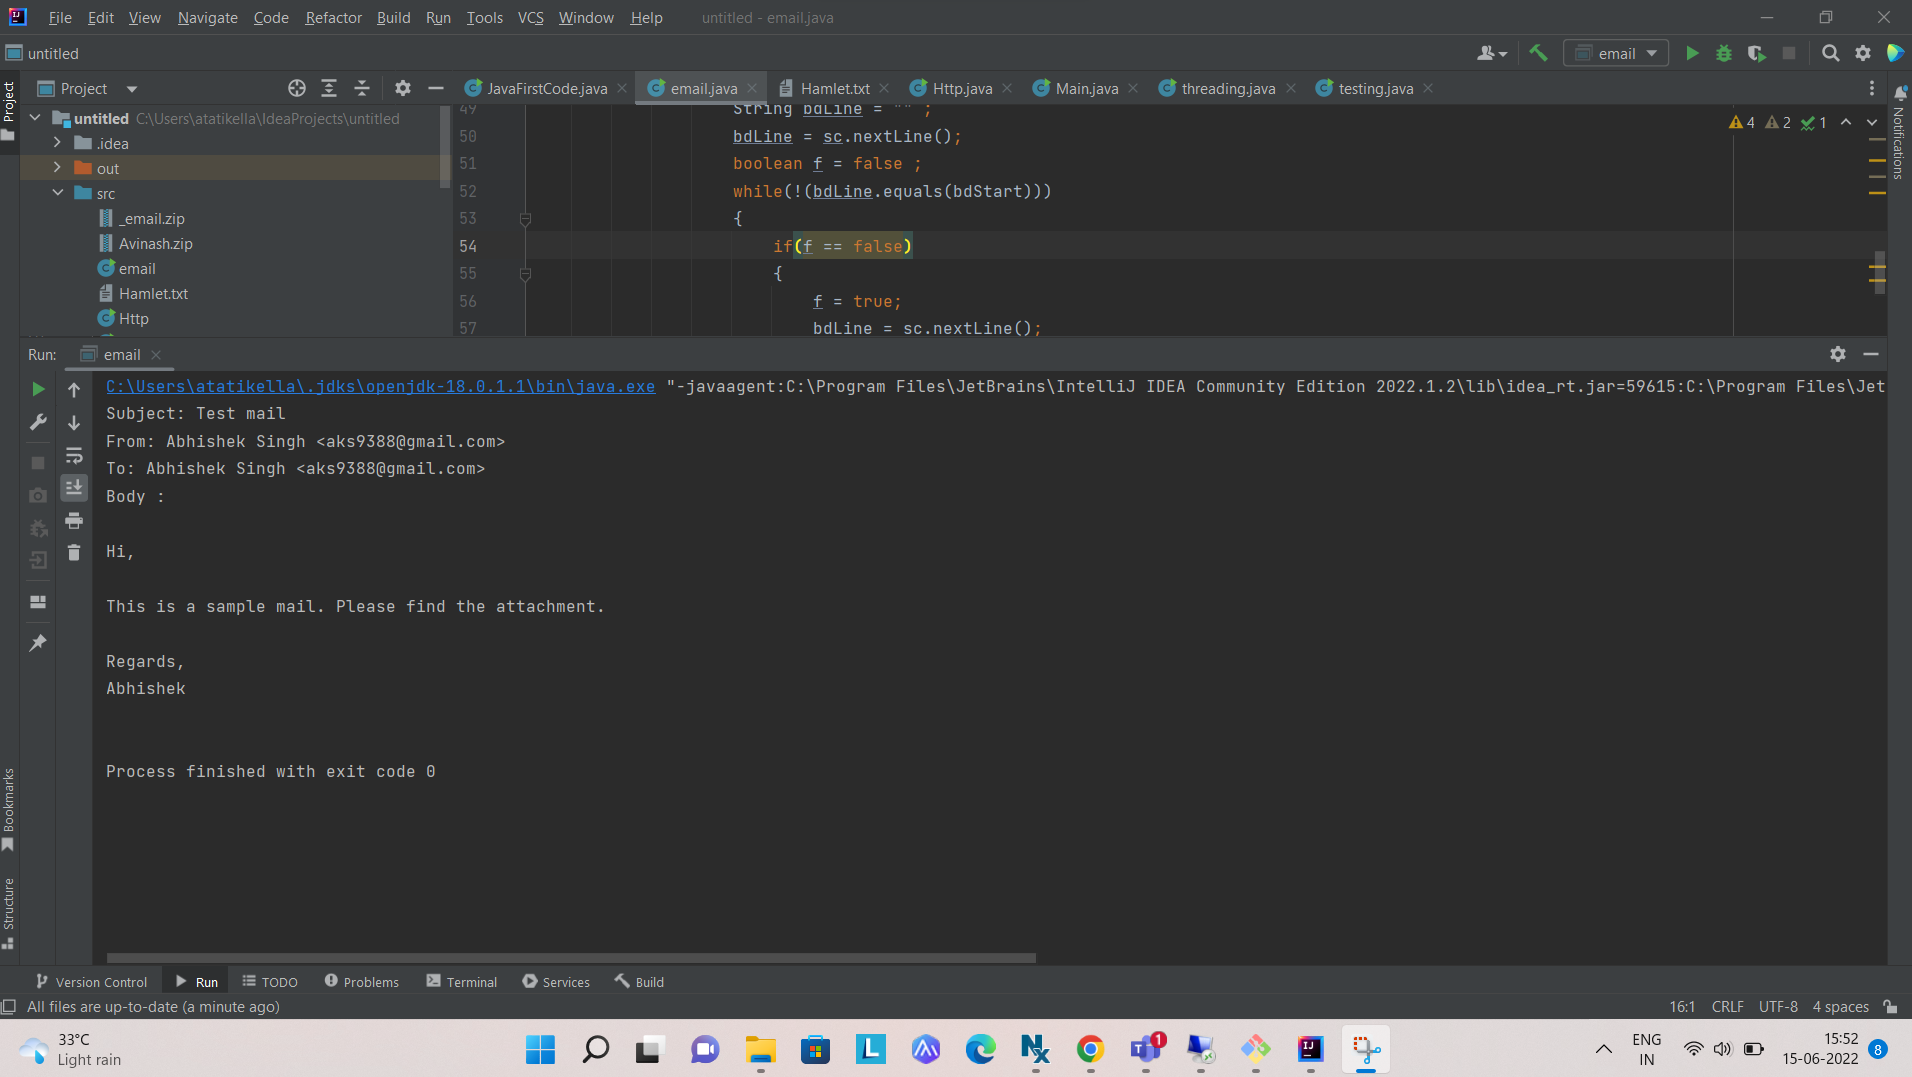 File Edit View Navigate Code Refactor Build Run Tools VCS Window Help untitled - email.java
untitled
email
Project
JavaFirstCode.java email.java Hamlet.txt Http.java Main.java threading.java testing.java
Project
untitled C:\Users\atatikella\IdeaProjects\untitled
.idea
out
src
_email.zip
Avinash.zip
email
Hamlet.txt
Http
49 String bdLine = "" ;
50 bdLine = sc.nextLine();
51 boolean f = false ;
52 while(!(bdLine.equals(bdStart)))
53 {
54 if(f == false)
55 {
56 f = true;
57 bdLine = sc.nextLine();
4 2 1
Notifications
Run: email
C:\Users\atatikella\.jdks\openjdk-18.0.1.1\bin\java.exe "-javaagent:C:\Program Files\JetBrains\IntelliJ IDEA Community Edition 2022.1.2\lib\idea_rt.jar=59615:C:\Program Files\Jet
Subject: Test mail
From: Abhishek Singh <aks9388@gmail.com>
To: Abhishek Singh <aks9388@gmail.com>
Body :
Hi,
This is a sample mail. Please find the attachment.
Regards,
Abhishek
Process finished with exit code 0
Bookmarks
Structure
Version Control Run TODO Problems Terminal Services Build
All files are up-to-date (a minute ago)
16:1 CRLF UTF-8 4 spaces
33°C
Light rain
1
ENG
IN
15:52
15-06-2022
8